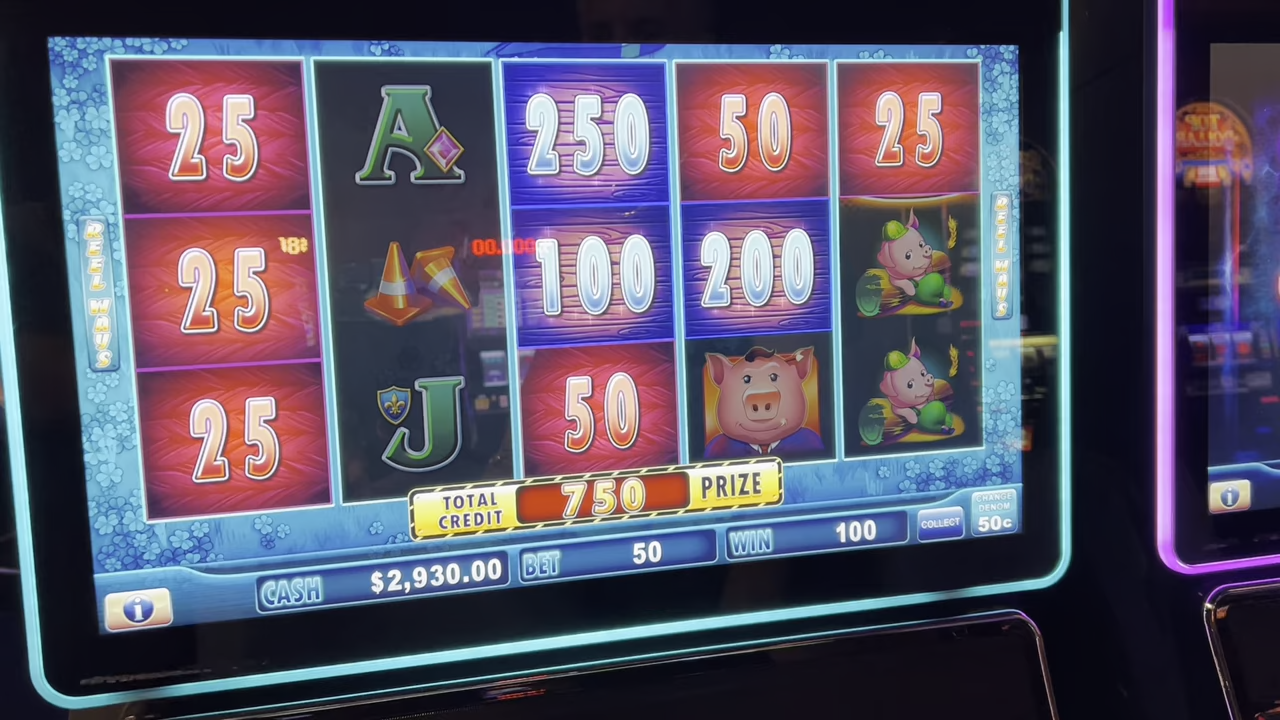 25
A
250
50
25
25
100
200
25
J
50
REEL WAYS
REEL WAYS
TOTAL CREDIT
750
PRIZE
CASH $2,930.00
BET 50
WIN 100
COLLECT
CHANGE DENOM
50¢
i
i